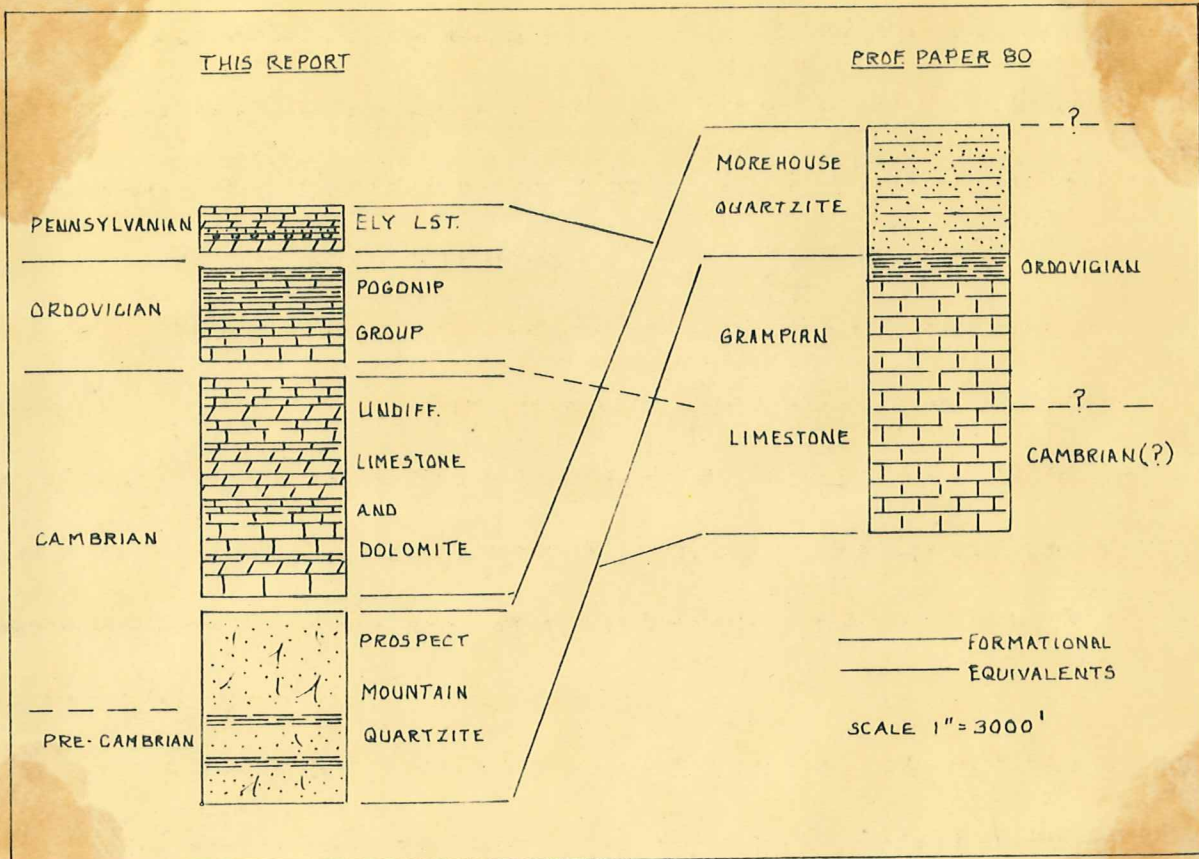 THIS REPORT
PROF. PAPER 80
PENNSYLVANIAN
ELY LST.
ORDOVICIAN
POGONIP
GROUP
CAMBRIAN
UNDIFF.
LIMESTONE
AND
DOLOMITE
PROSPECT
MOUNTAIN
QUARTZITE
PRE-CAMBRIAN
MOREHOUSE
QUARTZITE
GRAMPIAN
LIMESTONE
?
ORDOVICIAN
?
CAMBRIAN(?)
FORMATIONAL
EQUIVALENTS
SCALE 1" = 3000'